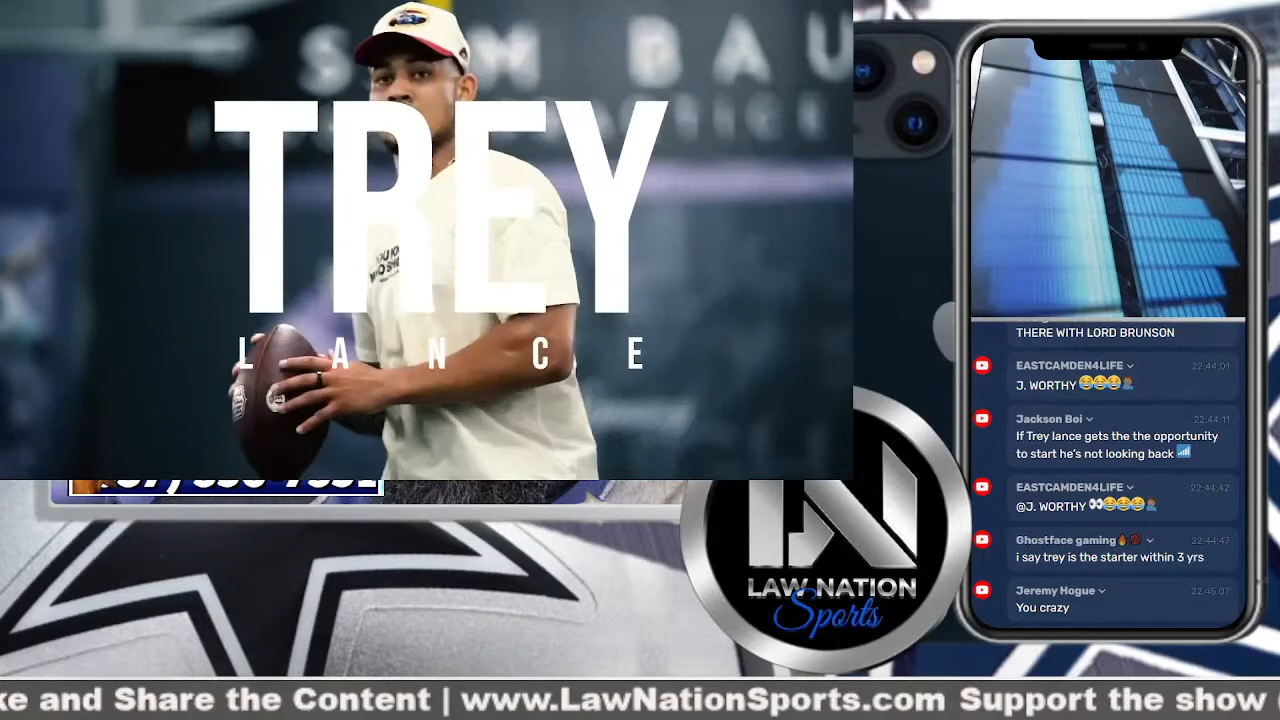 S M BAU
TREY
LANCE
THERE WITH LORD BRUNSON
EASTCAMDEN4LIFE 22:44:01
J. WORTHY 😂😂😂🤦🏾‍♂️
Jackson Boi 22:44:11
If Trey lance gets the the opportunity
to start he's not looking back 📶
EASTCAMDEN4LIFE 22:44:42
@J. WORTHY 👀😂😂😂🤦🏾‍♂️
Ghostface gaming🔥💯 22:44:47
i say trey is the starter within 3 yrs
Jeremy Hogue 22:45:07
You crazy
LAW NATION
Sports
ke and Share the Content | www.LawNationSports.com Support the show